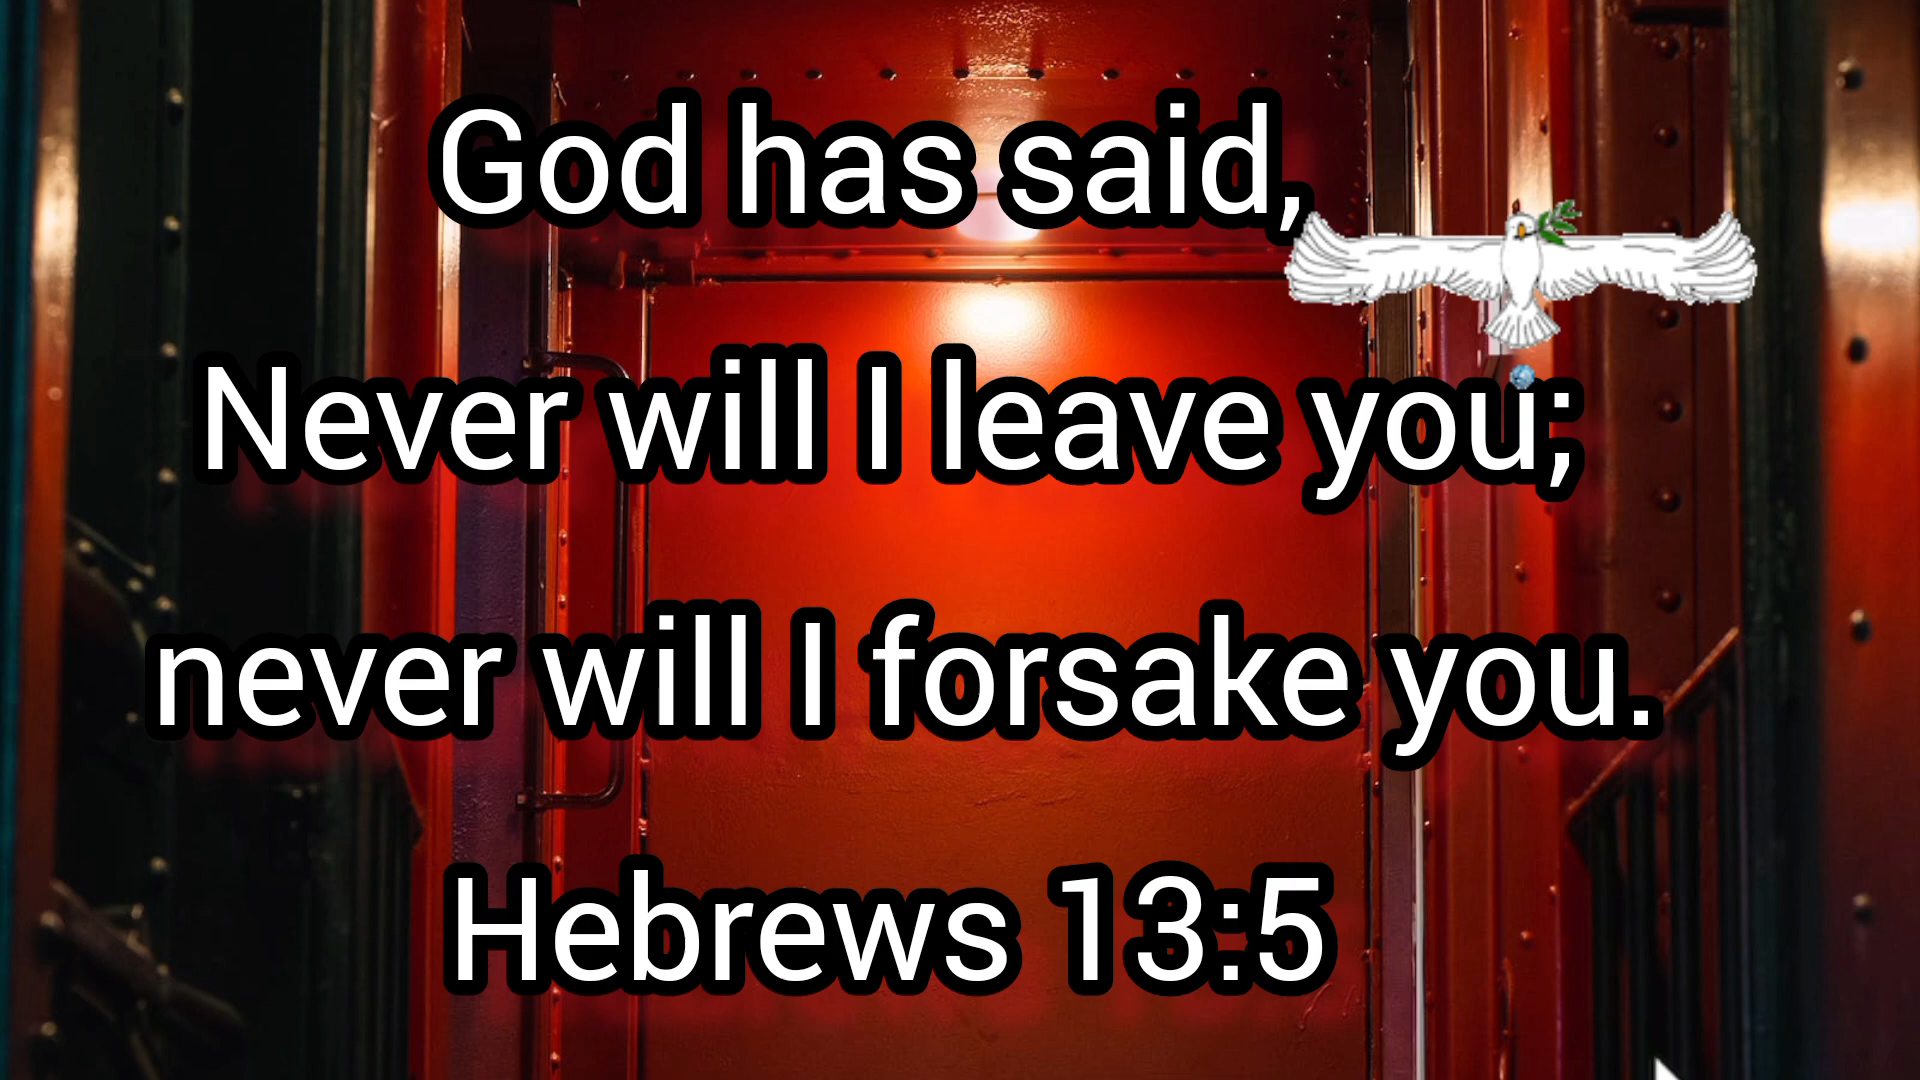 God has said,
Never will I leave you;
never will I forsake you.
Hebrews 13:5